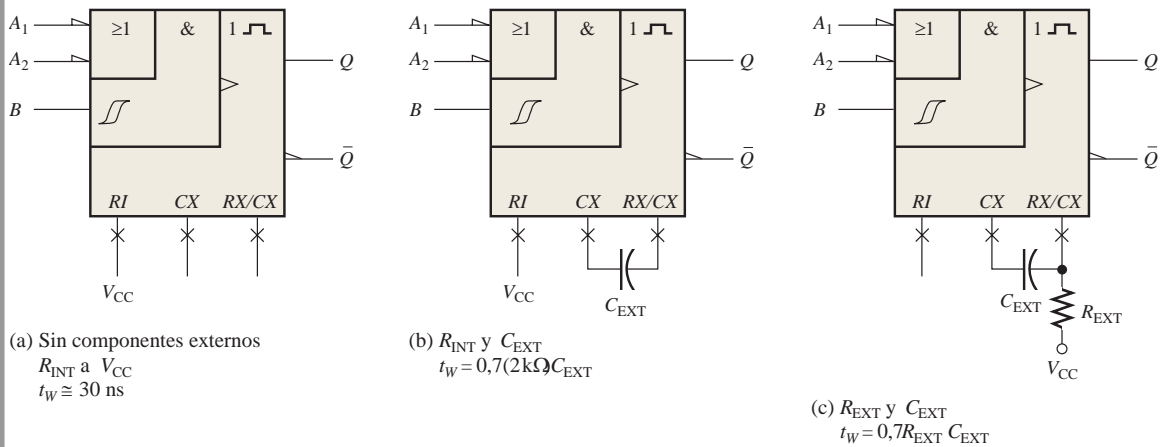 A1 ≥1 & 1 Q
A2
B
Q̄
RI CX RX/CX
VCC
(a) Sin componentes externos
RINT a VCC
tW ≅ 30 ns
A1 ≥1 & 1 Q
A2
B
Q̄
RI CX RX/CX
VCC CEXT
(b) RINT y CEXT
tW = 0,7(2kΩ)CEXT
A1 ≥1 & 1 Q
A2
B
Q̄
RI CX RX/CX
CEXT REXT
VCC
(c) REXT y CEXT
tW = 0,7REXT CEXT